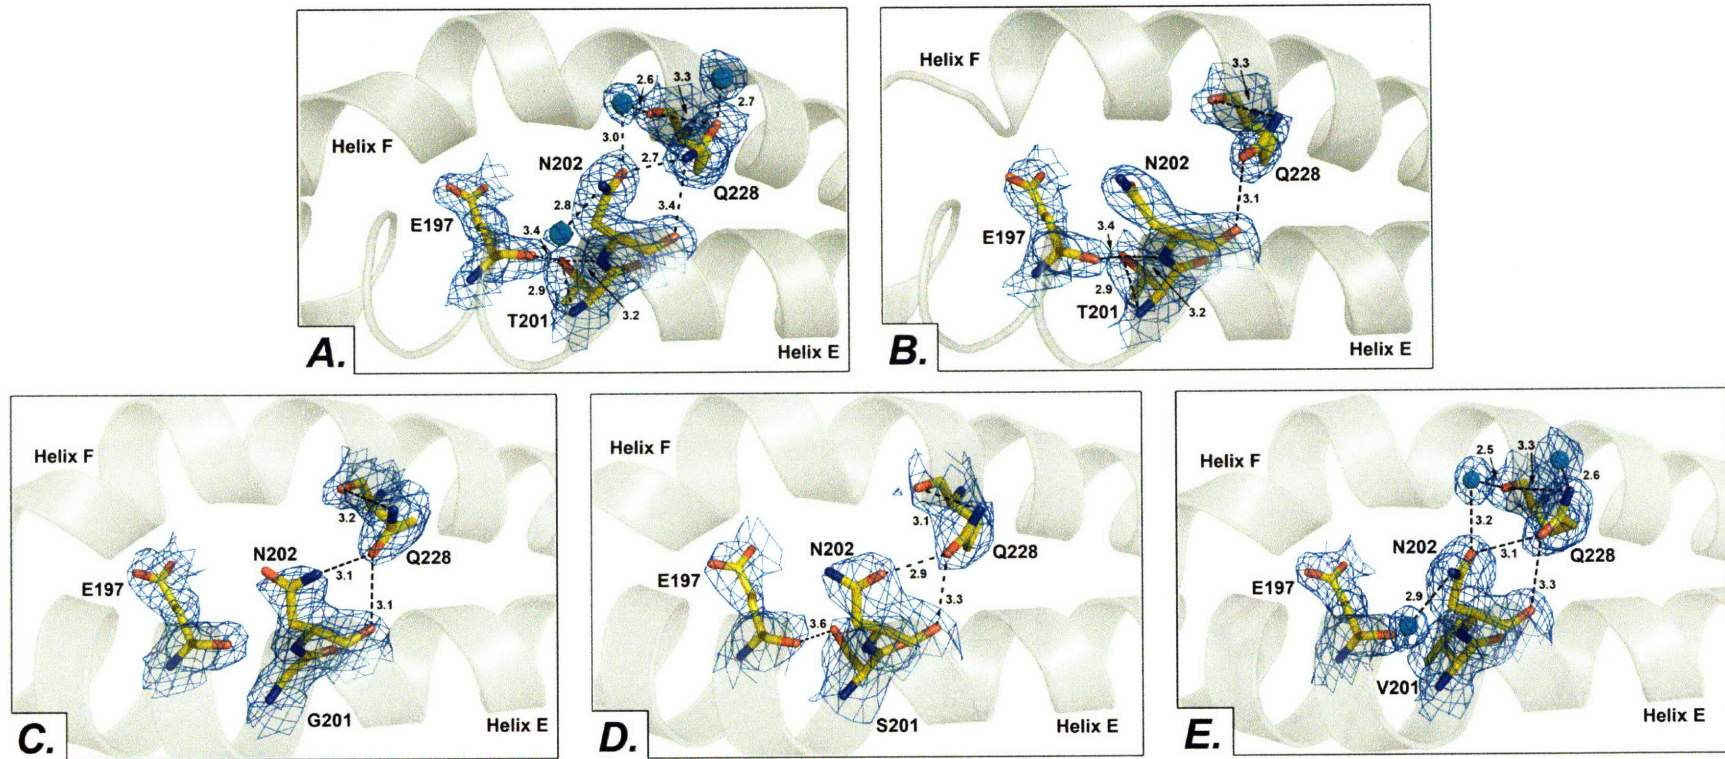 Helix F
2.6
3.3
2.7
3.0
N202
2.7
Q228
E197
2.8
3.4
3.4
2.9
T201
3.2
Helix E
A.
Helix F
3.3
N202
Q228
E197
3.1
3.4
2.9
T201
3.2
Helix E
B.
Helix F
3.2
N202
Q228
3.1
E197
3.1
G201
Helix E
C.
Helix F
3.1
N202
Q228
2.9
E197
3.3
3.6
S201
Helix E
D.
Helix F
2.5
3.3
2.6
3.2
N202
3.1
Q228
E197
2.9
3.3
V201
Helix E
E.